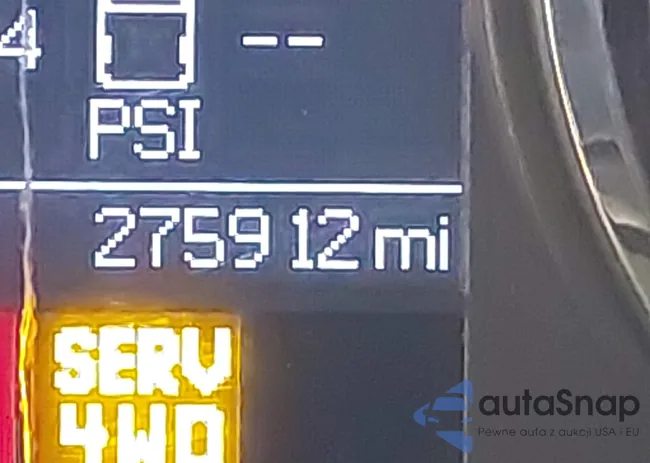 4 --
PSI
275912 mi
SERV
4WD
autaSnap
Pewne auta z aukcji USA i EU